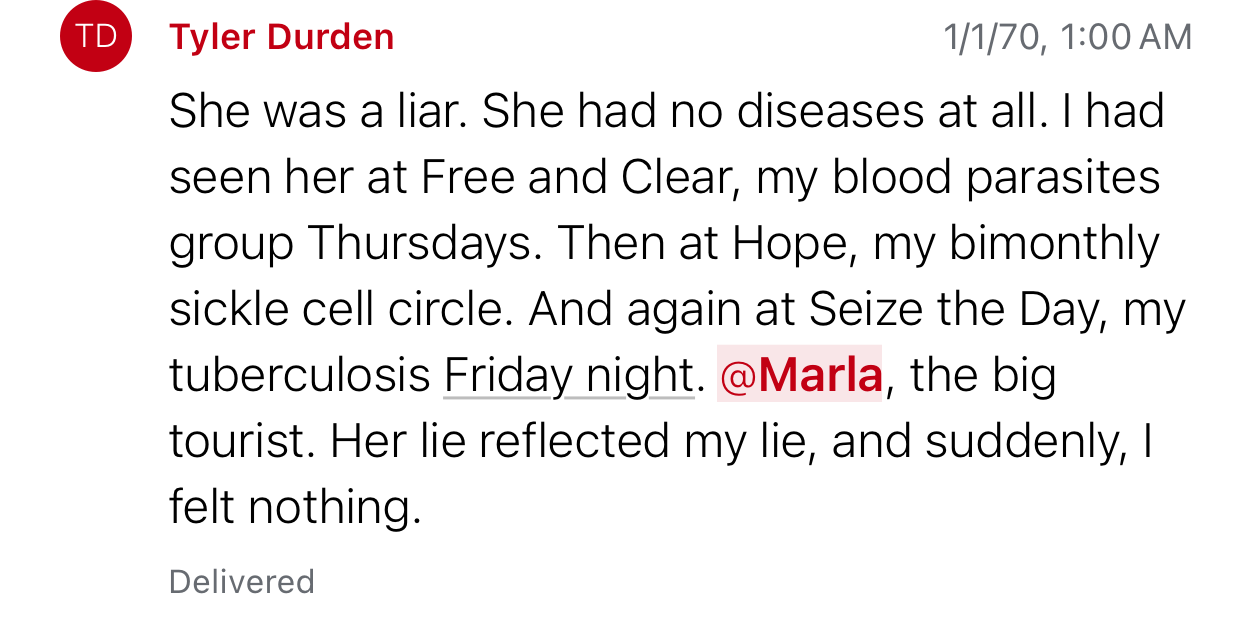 TD
Tyler Durden
1/1/70, 1:00 AM
She was a liar. She had no diseases at all. I had
seen her at Free and Clear, my blood parasites
group Thursdays. Then at Hope, my bimonthly
sickle cell circle. And again at Seize the Day, my
tuberculosis Friday night. @Marla, the big
tourist. Her lie reflected my lie, and suddenly, I
felt nothing.
Delivered